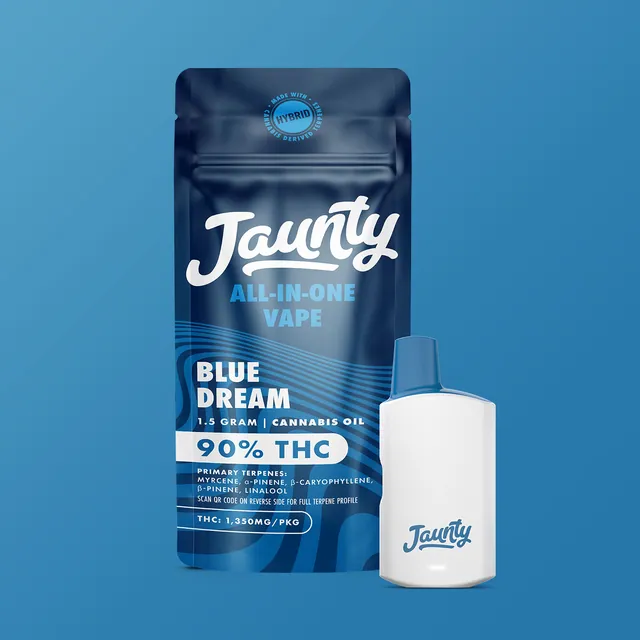 MADE WITH
HYBRID
CANNABIS DERIVED TERPENES
Jaunty
ALL-IN-ONE
VAPE
BLUE
DREAM
1.5 GRAM | CANNABIS OIL
90% THC
PRIMARY TERPENES:
MYRCENE, α-PINENE, β-CARYOPHYLLENE,
β-PINENE, LINALOOL
SCAN QR CODE ON REVERSE SIDE FOR FULL TERPENE PROFILE
THC: 1,350MG/PKG
Jaunty